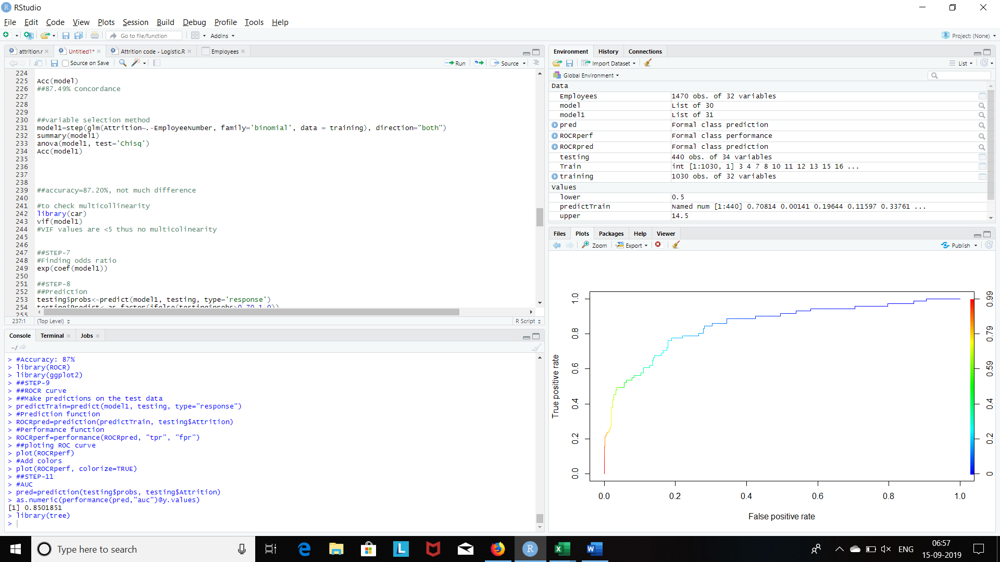 RStudio
File Edit Code View Plots Session Build Debug Profile Tools Help
Go to file/function Addins Project: (None)
attrition.r Untitled1* Attrition code - Logistic.R Employees
Source on Save Run Source
224
225 Acc(model)
226 ##87.49% Concordance
227
228
229
230 ##variable selection method
231 model1=step(glm(Attrition~.-EmployeeNumber, family='binomial', data = training), direction="both")
232 summary(model1)
233 anova(model1, test='Chisq')
234 Acc(model1)
235
236
237
238
239 ##accuracy=87.20%, not much difference
240
241 #to check multicollinearity
242 library(car)
243 vif(model1)
244 #VIF values are <5 thus no multicolinearity
245
246
247 ##STEP-7
248 #Finding odds ratio
249 exp(coef(model1))
250
251 ##STEP-8
252 ##Prediction
253 testing$probs<-predict(model1, testing, type='response')
254 testing$Predict<-as.factor(ifelse(testing$probs>0.70,1,0))
255
237:1 (Top Level) R Script
Console Terminal Jobs
~/
> #Accuracy: 87%
> library(ROCR)
> library(ggplot2)
> ##STEP-9
> ##ROCR curve
> ##Make predictions on the test data
> predictTrain=predict(model1, testing, type="response")
> #Prediction function
> ROCRpred=prediction(predictTrain, testing$Attrition)
> #Performance function
> ROCRperf=performance(ROCRpred, "tpr", "fpr")
> ##ploting ROC curve
> plot(ROCRperf)
> #Add colors
> plot(ROCRperf, colorize=TRUE)
> ##STEP-11
> #AUC
> pred=prediction(testing$probs, testing$Attrition)
> as.numeric(performance(pred,"auc")@y.values)
[1] 0.8501851
> library(tree)
>
Environment History Connections
Import Dataset List
Global Environment
Data
Employees 1470 obs. of 32 variables
model List of 30
model1 List of 31
pred Formal class prediction
ROCRperf Formal class performance
ROCRpred Formal class prediction
testing 440 obs. of 34 variables
Train int [1:1030, 1] 3 4 7 8 10 11 12 13 15 16 ...
training 1030 obs. of 32 variables
Values
lower 0.5
predictTrain Named num [1:440] 0.70814 0.00141 0.19644 0.11597 0.33761 ...
upper 14.5
Files Plots Packages Help Viewer
Zoom Export Publish
True positive rate
0.0 0.2 0.4 0.6 0.8 1.0
0 0.2 0.4 0.59 0.79 0.99
0.0 0.2 0.4 0.6 0.8 1.0
False positive rate
Type here to search
ENG
06:57
15-09-2019